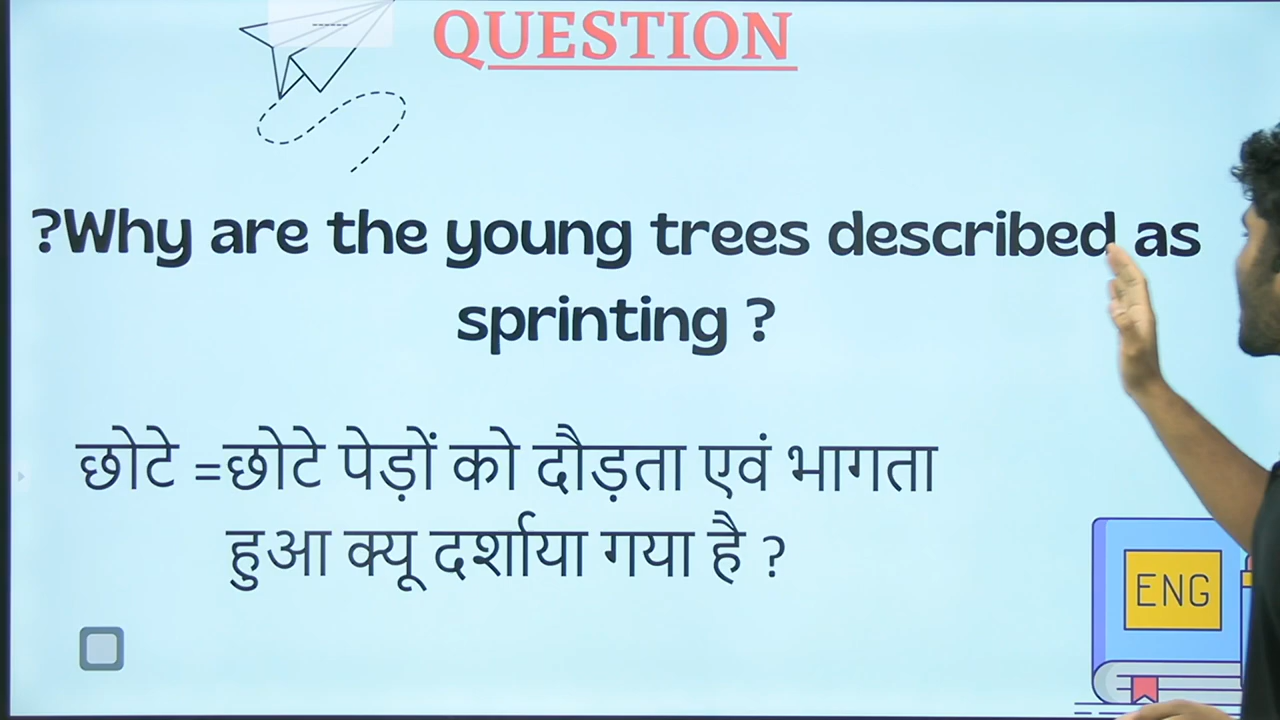 QUESTION
?Why are the young trees described as
sprinting ?
छोटे =छोटे पेड़ों को दौड़ता एवं भागता
हुआ क्यू दर्शाया गया है ?
ENG